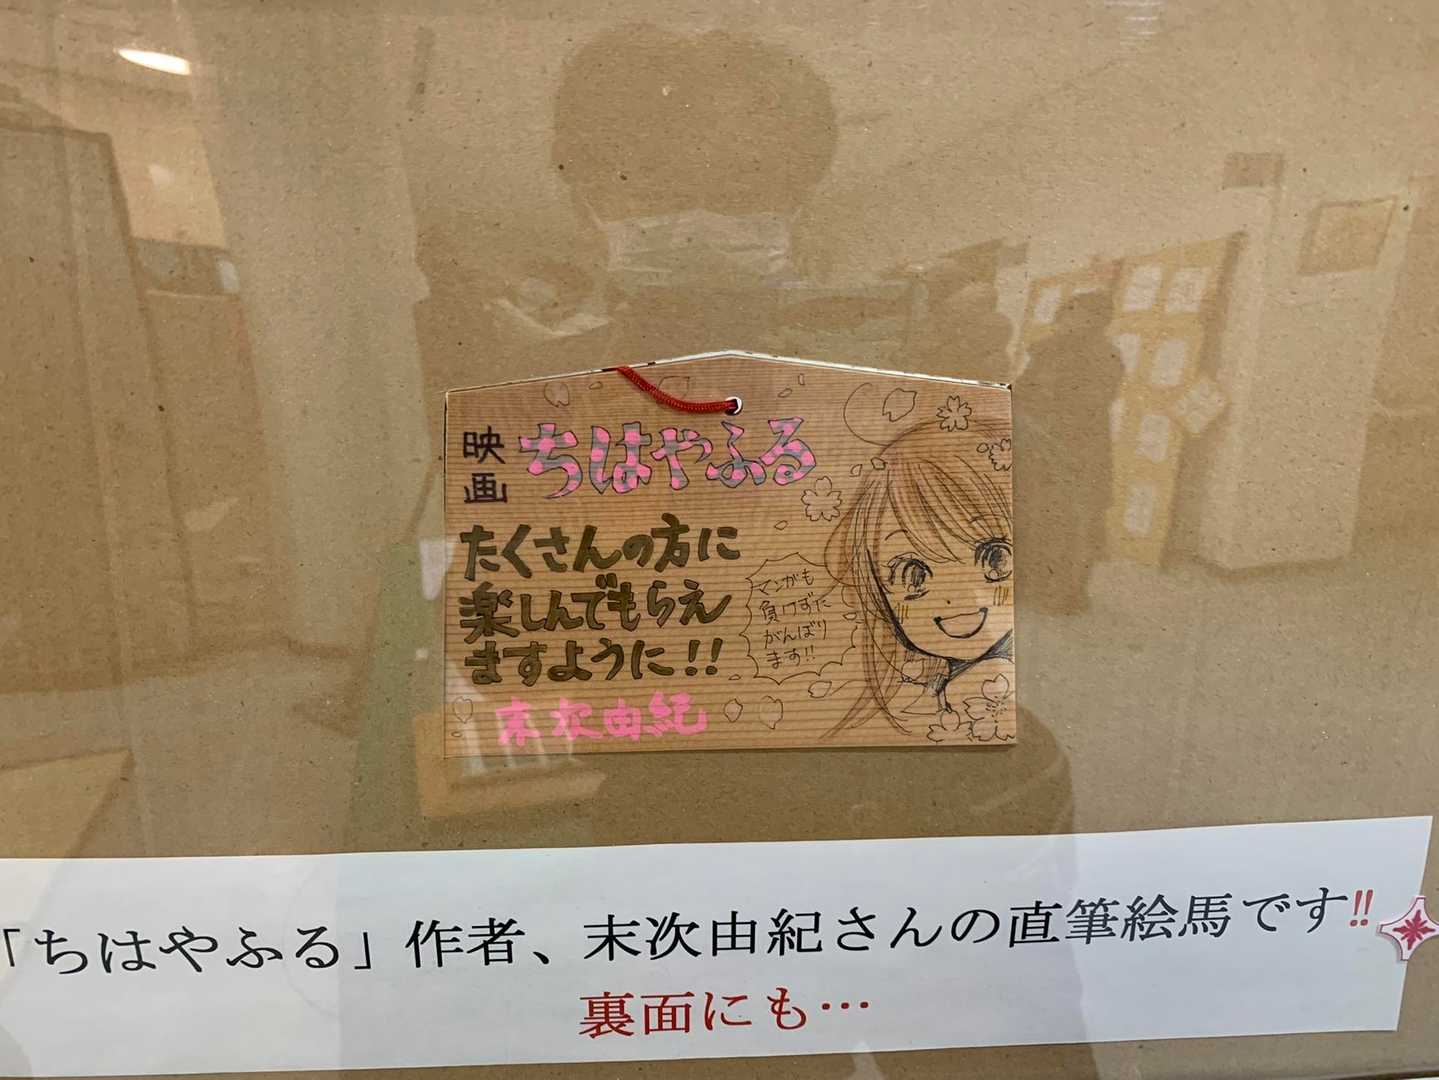 映画
ちはやふる
たくさんの方に
楽しんでもらえ
ますように!!
末次由紀
マンガも
負けずに
がんばり
ます!!
「ちはやふる」作者、末次由紀さんの直筆絵馬です!!
裏面にも…